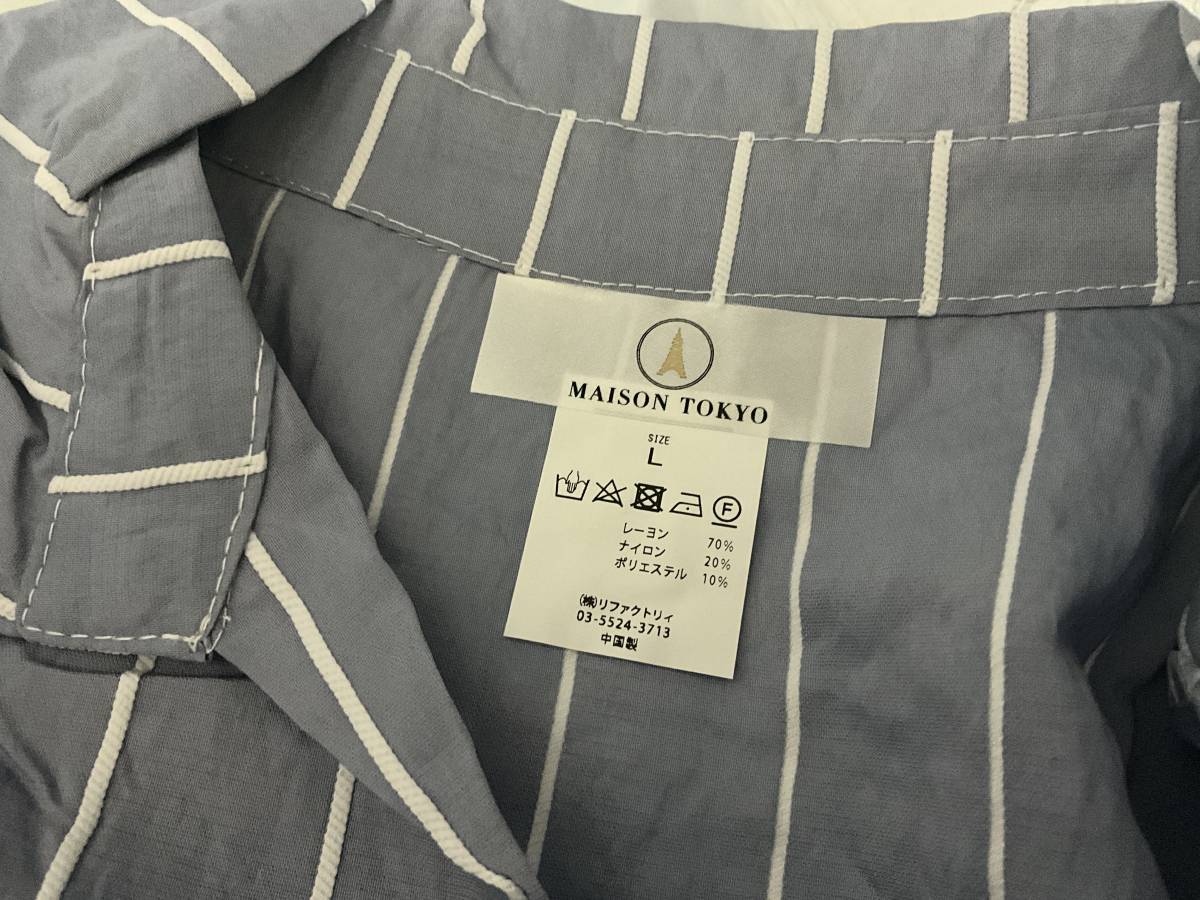 MAISON TOKYO
SIZE
L
F
レーヨン 70%
ナイロン 20%
ポリエステル 10%
(株)リファクトリィ
03-5524-3713
中国製